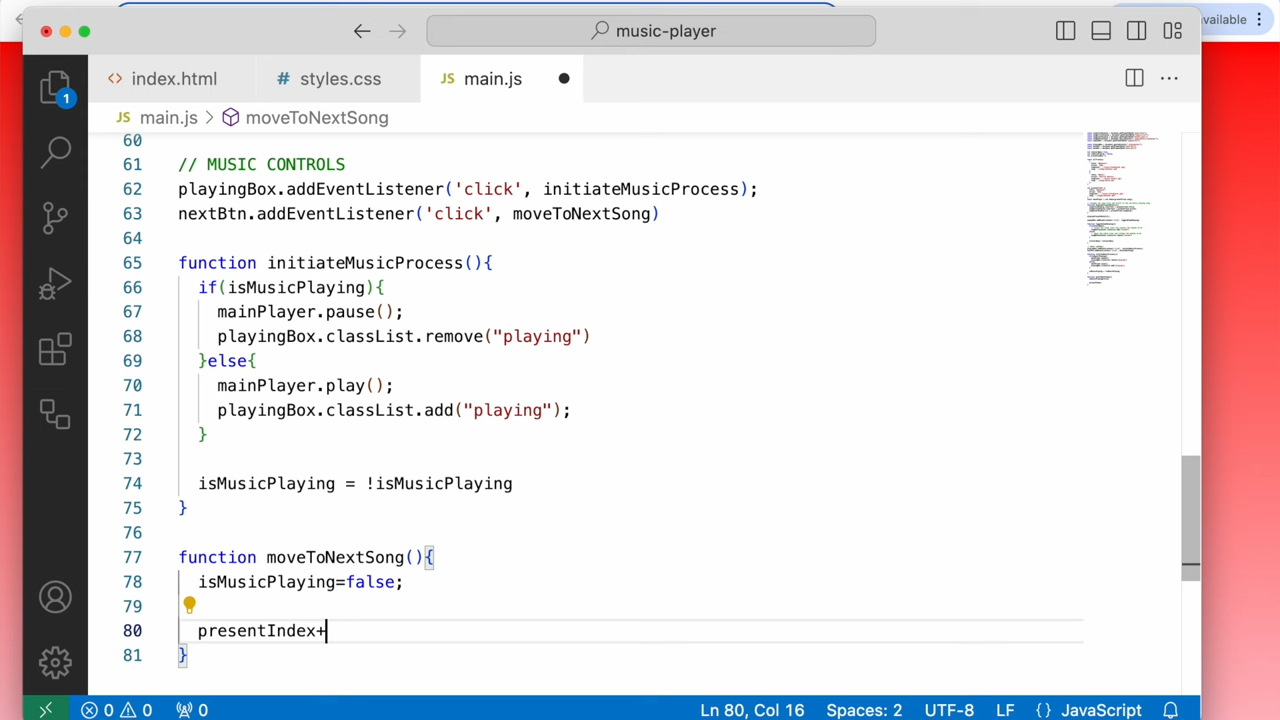 available
music-player
<> index.html
# styles.css
JS main.js
JS main.js > moveToNextSong
1
60
61 // MUSIC CONTROLS
62 playingBox.addEventListener('click', initiateMusicProcess);
63 nextBtn.addEventListener('click', moveToNextSong)
64
65 function initiateMusicProcess(){
66 if(isMusicPlaying){
67 mainPlayer.pause();
68 playingBox.classList.remove("playing")
69 }else{
70 mainPlayer.play();
71 playingBox.classList.add("playing");
72 }
73
74 isMusicPlaying = !isMusicPlaying
75 }
76
77 function moveToNextSong(){
78 isMusicPlaying=false;
79
80 presentIndex+
81 }
0 0 0 Ln 80, Col 16 Spaces: 2 UTF-8 LF {} JavaScript